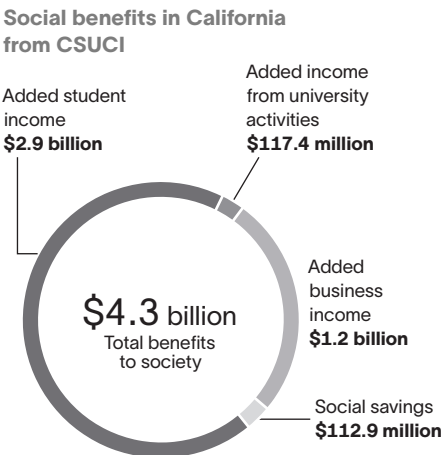 Social benefits in California
from CSUCI
Added student
income
$2.9 billion
Added income
from university
activities
$117.4 million
$4.3 billion
Total benefits
to society
Added
business
income
$1.2 billion
Social savings
$112.9 million